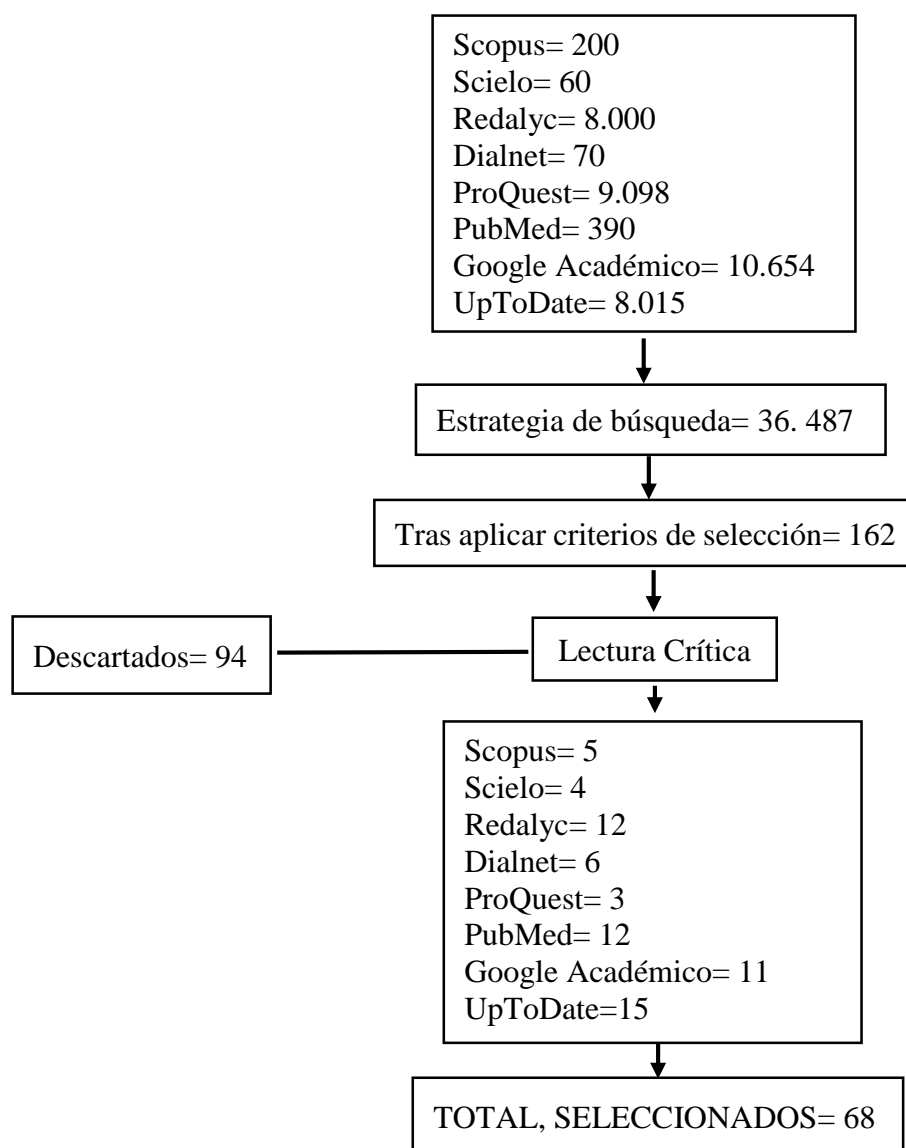 Scopus= 200
Scielo= 60
Redalyc= 8.000
Dialnet= 70
ProQuest= 9.098
PubMed= 390
Google Académico= 10.654
UpToDate= 8.015
Estrategia de búsqueda= 36. 487
Tras aplicar criterios de selección= 162
Descartados= 94
Lectura Crítica
Scopus= 5
Scielo= 4
Redalyc= 12
Dialnet= 6
ProQuest= 3
PubMed= 12
Google Académico= 11
UpToDate=15
TOTAL, SELECCIONADOS= 68